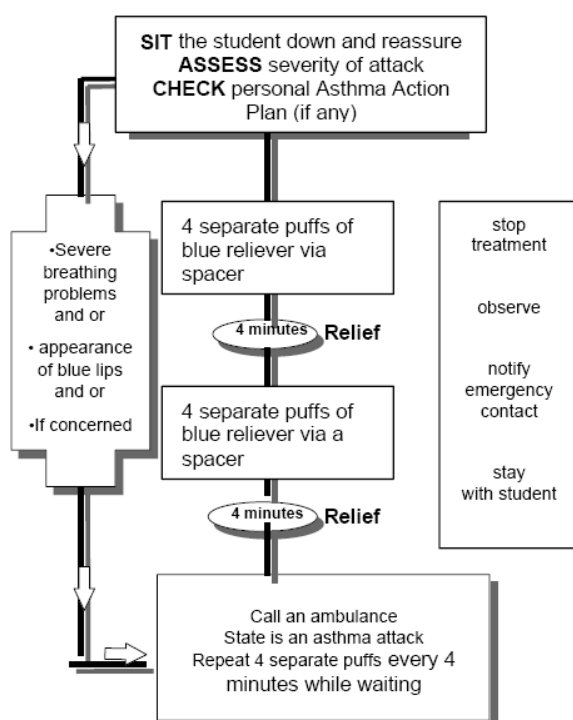 SIT the student down and reassure
ASSESS severity of attack
CHECK personal Asthma Action
Plan (if any)
•Severe
breathing
problems
and or
• appearance
of blue lips
and or
•If concerned
4 separate puffs of
blue reliever via
spacer
4 minutes Relief
4 separate puffs of
blue reliever via a
spacer
4 minutes Relief
stop
treatment
observe
notify
emergency
contact
stay
with student
Call an ambulance
State is an asthma attack
Repeat 4 separate puffs every 4
minutes while waiting